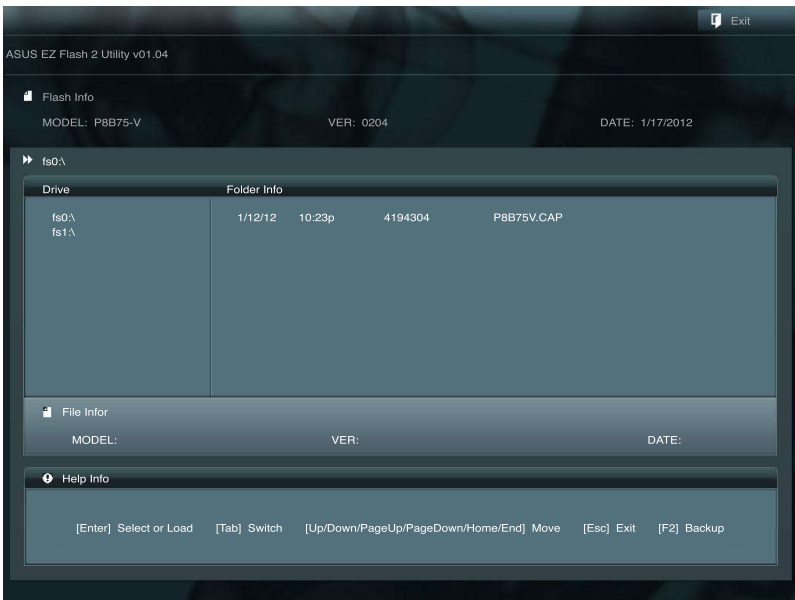 Exit
ASUS EZ Flash 2 Utility v01.04
Flash Info
MODEL: P8B75-V VER: 0204 DATE: 1/17/2012
fs0:\
Drive Folder Info
fs0:\ 1/12/12 10:23p 4194304 P8B75V.CAP
fs1:\
File Infor
MODEL: VER: DATE:
Help Info
[Enter] Select or Load [Tab] Switch [Up/Down/PageUp/PageDown/Home/End] Move [Esc] Exit [F2] Backup